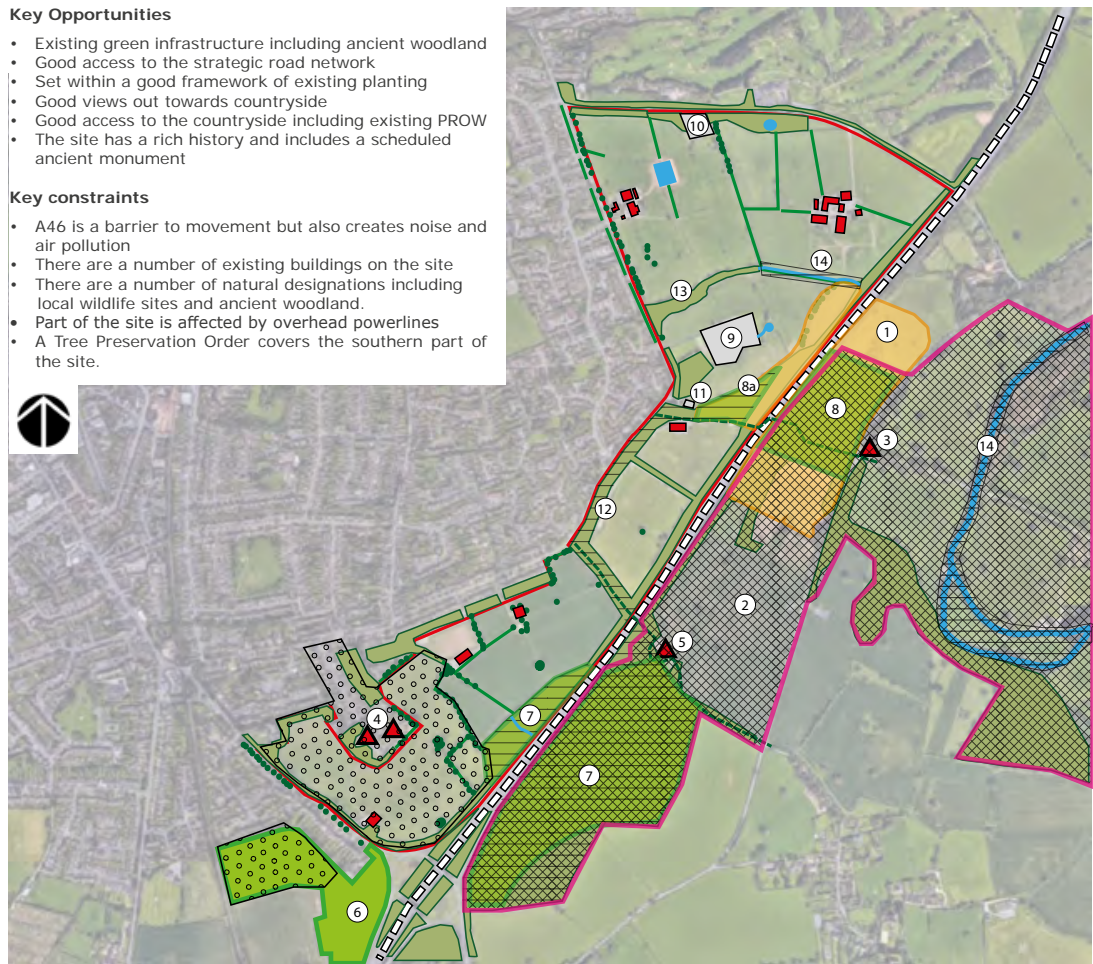 Key Opportunities
• Existing green infrastructure including ancient woodland
• Good access to the strategic road network
• Set within a good framework of existing planting
• Good views out towards countryside
• Good access to the countryside including existing PROW
• The site has a rich history and includes a scheduled
ancient monument
Key constraints
• A46 is a barrier to movement but also creates noise and
air pollution
• There are a number of existing buildings on the site
• There are a number of natural designations including
local wildlife sites and ancient woodland.
• Part of the site is affected by overhead powerlines
• A Tree Preservation Order covers the southern part of
the site.
10
14
13
1
9
11
8a
8
3
14
12
2
5
4
7
7
6